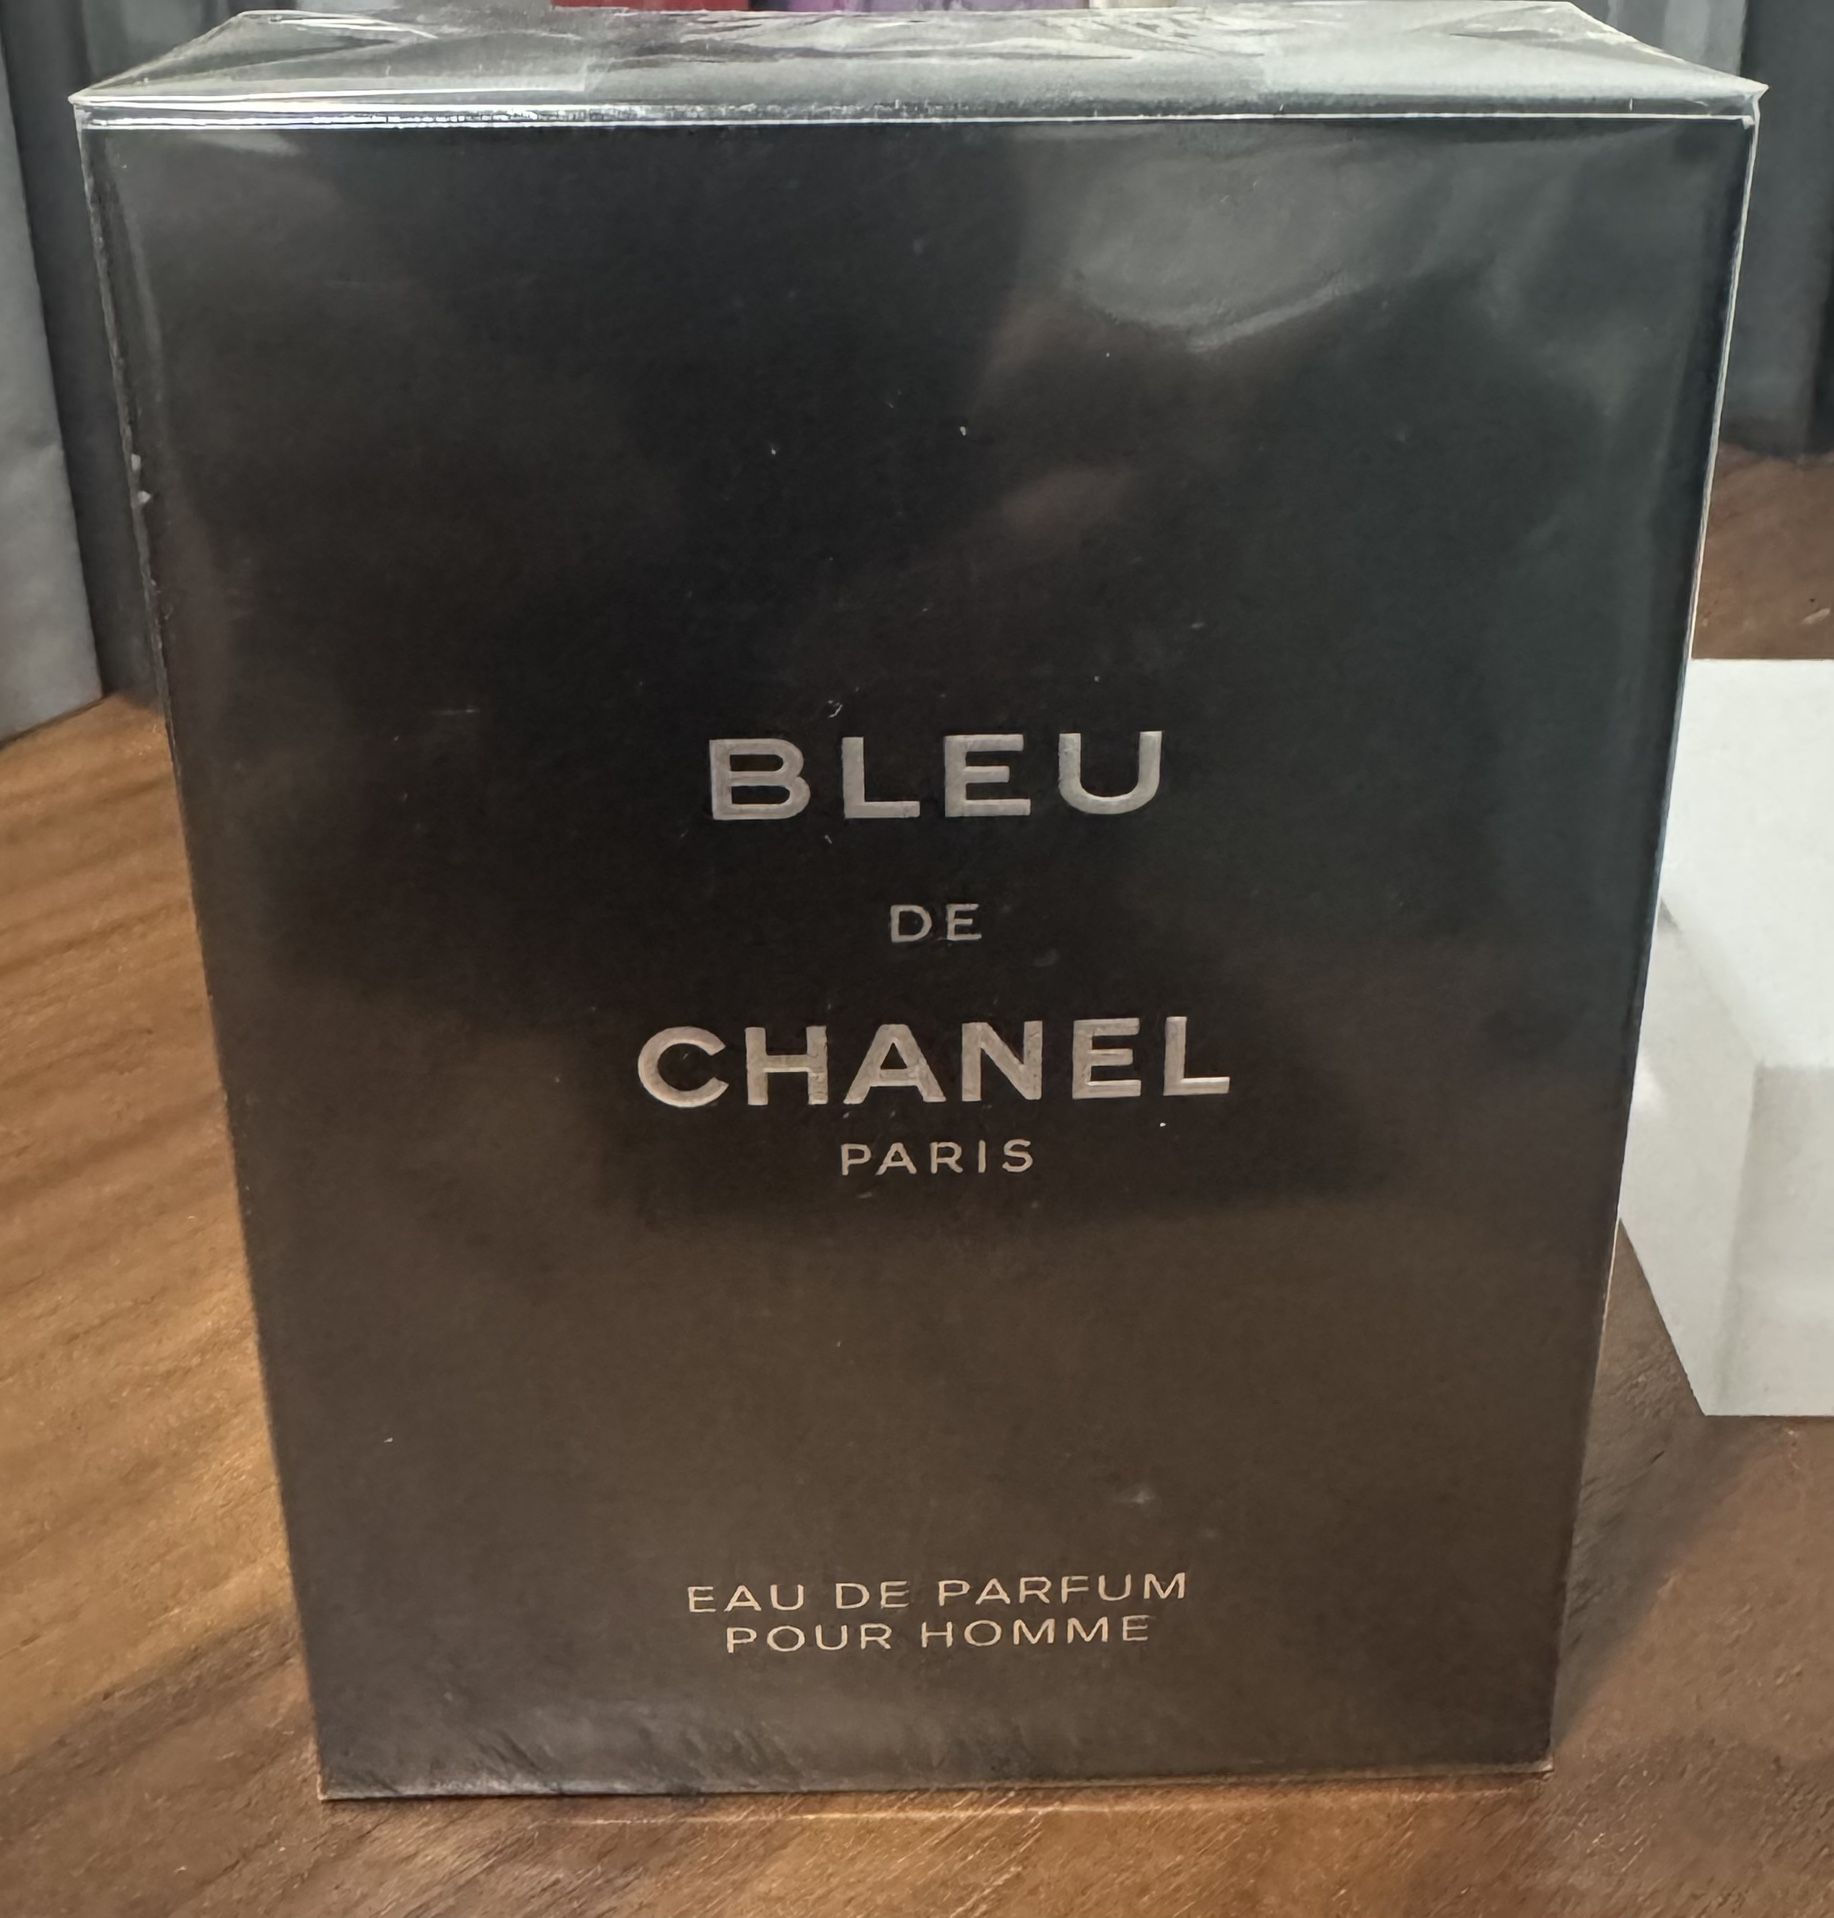 BLEU
DE
CHANEL
PARIS
EAU DE PARFUM
POUR HOMME